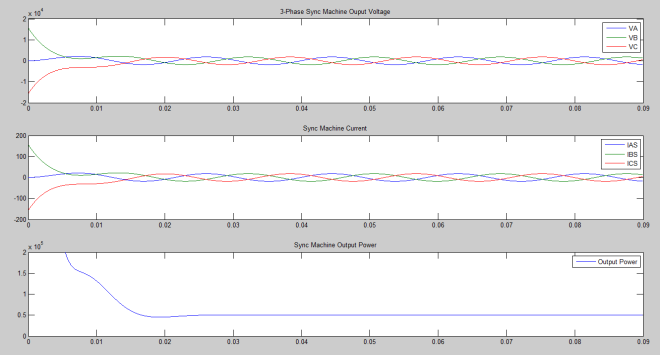 3-Phase Sync Machine Ouput Voltage
x 10^4
2
1
0
-1
-2
VA
VB
VC
0 0.01 0.02 0.03 0.04 0.05 0.06 0.07 0.08 0.09
Sync Machine Current
200
100
0
-100
-200
IAS
IBS
ICS
0 0.01 0.02 0.03 0.04 0.05 0.06 0.07 0.08 0.09
Sync Machine Output Power
2
1.5
1
0.5
0
Output Power
0 0.01 0.02 0.03 0.04 0.05 0.06 0.07 0.08 0.09